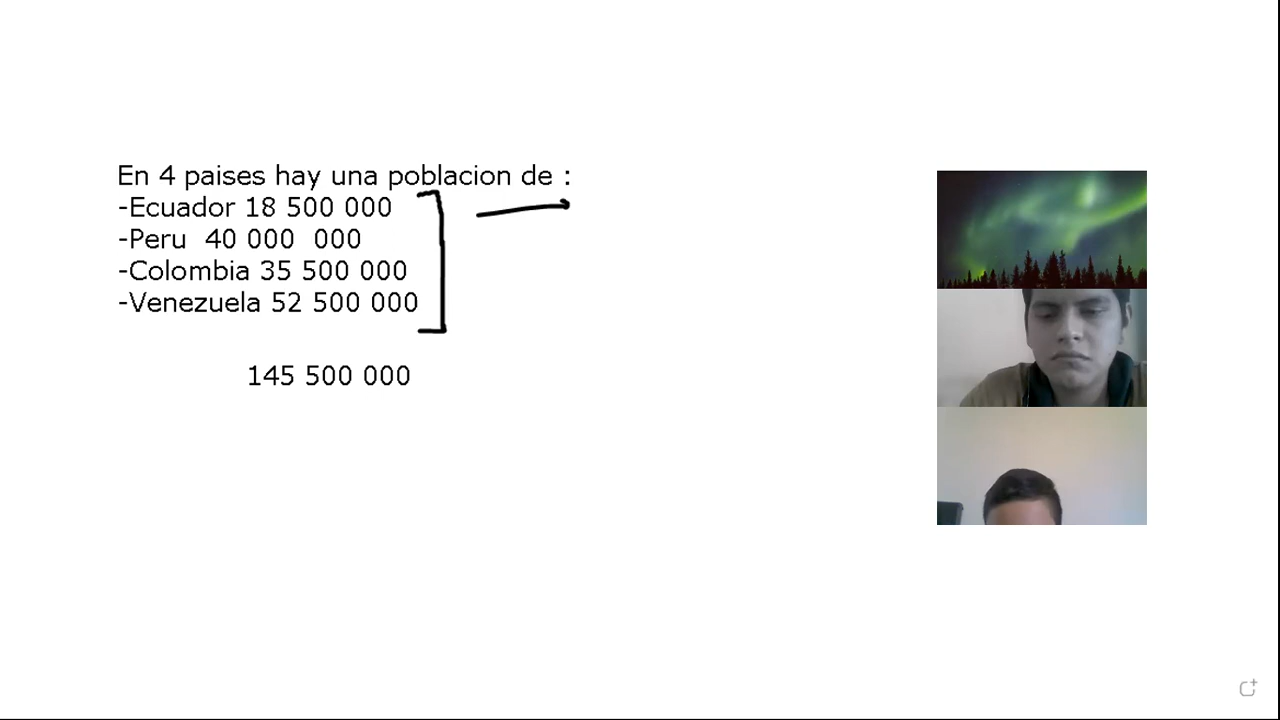 En 4 paises hay una poblacion de :
-Ecuador 18 500 000
-Peru  40 000  000
-Colombia 35 500 000
-Venezuela 52 500 000
145 500 000